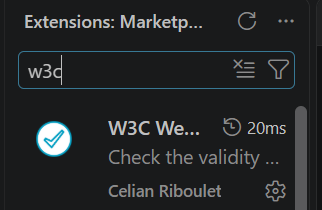 Extensions: Marketp...
w3c
W3C We... 20ms
Check the validity ...
Celian Riboulet